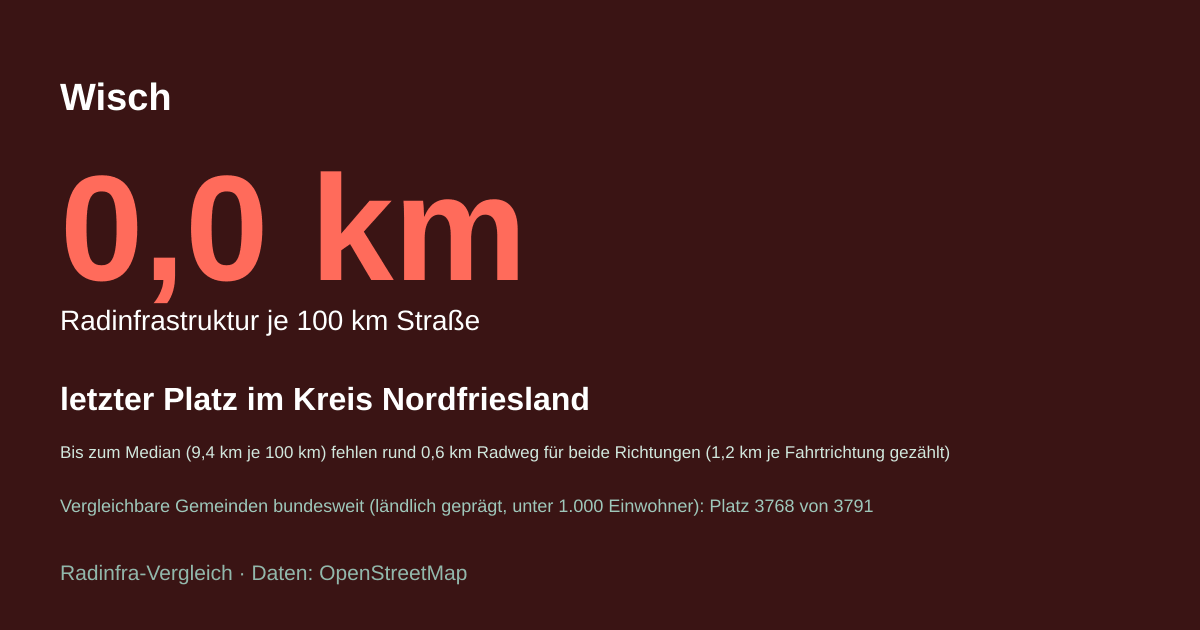 Wisch
0,0 km
Radinfrastruktur je 100 km Straße
letzter Platz im Kreis Nordfriesland
Bis zum Median (9,4 km je 100 km) fehlen rund 0,6 km Radweg für beide Richtungen (1,2 km je Fahrtrichtung gezählt)
Vergleichbare Gemeinden bundesweit (ländlich geprägt, unter 1.000 Einwohner): Platz 3768 von 3791
Radinfra-Vergleich · Daten: OpenStreetMap